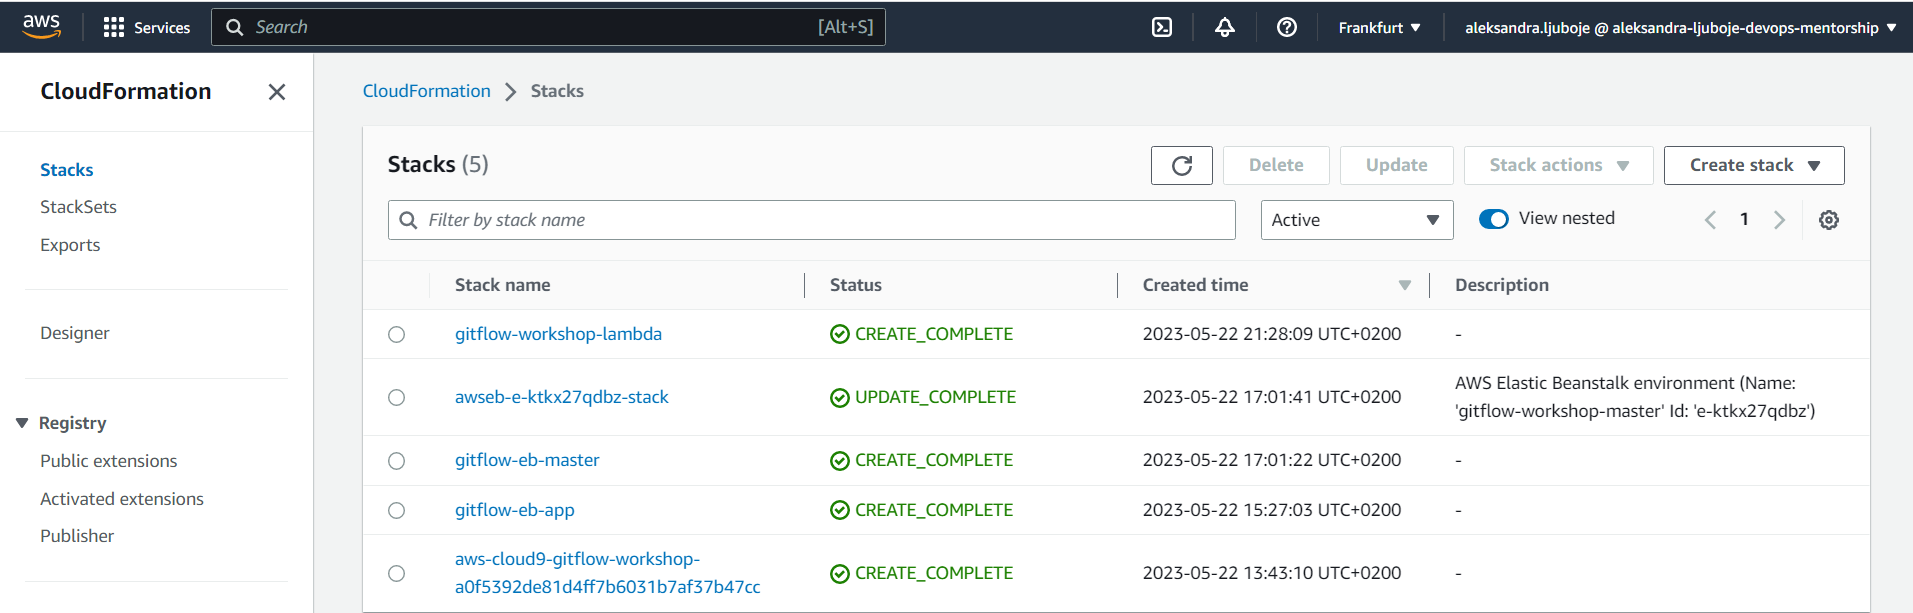 aws
Services
Search
[Alt+S]
Frankfurt
aleksandra.ljuboje @ aleksandra-ljuboje-devops-mentorship
CloudFormation
Stacks
StackSets
Exports
Designer
Registry
Public extensions
Activated extensions
Publisher
CloudFormation
Stacks
Stacks (5)
Delete
Update
Stack actions
Create stack
Filter by stack name
Active
View nested
1
Stack name
Status
Created time
Description
gitflow-workshop-lambda
CREATE_COMPLETE
2023-05-22 21:28:09 UTC+0200
-
awseb-e-ktkx27qdbz-stack
UPDATE_COMPLETE
2023-05-22 17:01:41 UTC+0200
AWS Elastic Beanstalk environment (Name:
'gitflow-workshop-master' Id: 'e-ktkx27qdbz')
gitflow-eb-master
CREATE_COMPLETE
2023-05-22 17:01:22 UTC+0200
-
gitflow-eb-app
CREATE_COMPLETE
2023-05-22 15:27:03 UTC+0200
-
aws-cloud9-gitflow-workshop-
a0f5392de81d4ff7b6031b7af37b47cc
CREATE_COMPLETE
2023-05-22 13:43:10 UTC+0200
-